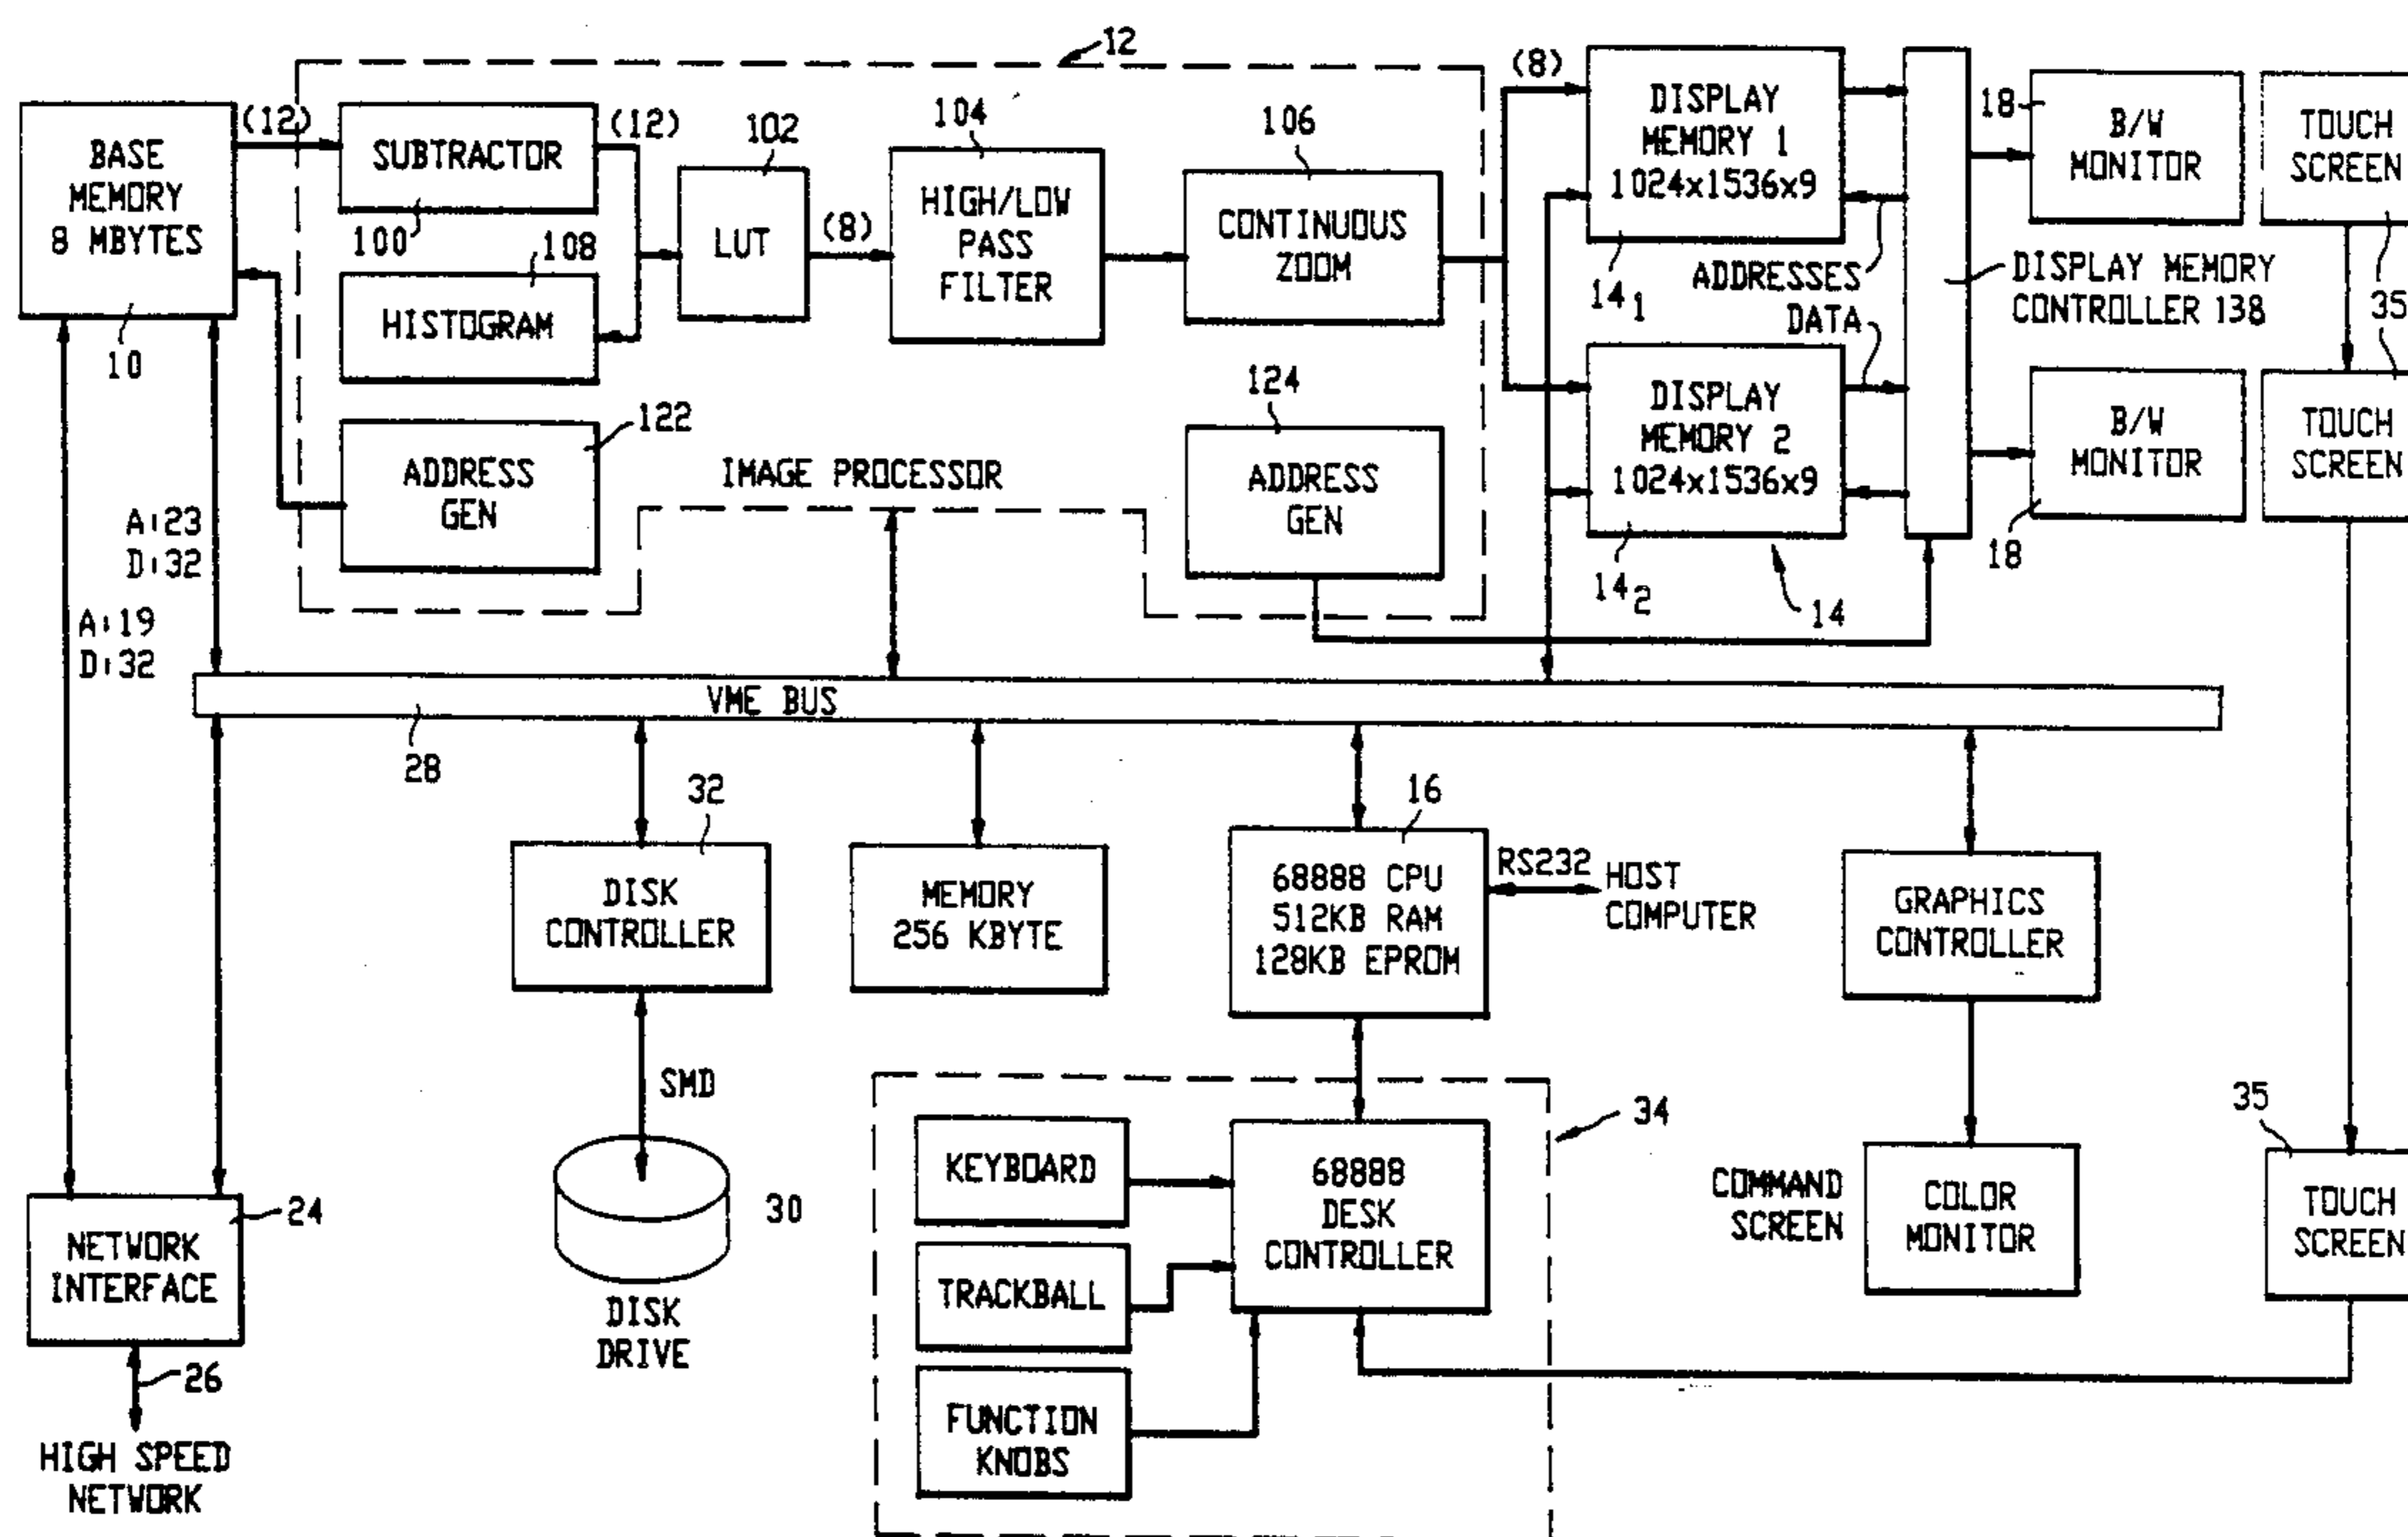 12
BASE
MEMORY
8 MBYTES
10
(12)
SUBTRACTOR
100
(12)
108
HISTOGRAM
102
LUT
(8)
104
HIGH/LOW
PASS
FILTER
106
CONTINUOUS
ZOOM
(8)
DISPLAY
MEMORY 1
1024x1536x9
14 1
ADDRESSES
DATA
DISPLAY
MEMORY 2
1024x1536x9
14 2
14
18
B/W
MONITOR
TOUCH
SCREEN
35
DISPLAY MEMORY
CONTROLLER 138
35
B/W
MONITOR
18
TOUCH
SCREEN
122
ADDRESS
GEN
IMAGE PROCESSOR
124
ADDRESS
GEN
A:23
D:32
A:19
D:32
VME BUS
28
32
DISK
CONTROLLER
MEMORY
256 KBYTE
16
68888 CPU
512KB RAM
128KB EPROM
RS232
HOST
COMPUTER
GRAPHICS
CONTROLLER
SMD
30
DISK
DRIVE
24
NETWORK
INTERFACE
26
HIGH SPEED
NETWORK
34
KEYBOARD
TRACKBALL
FUNCTION
KNOBS
68888
DESK
CONTROLLER
COMMAND
SCREEN
COLOR
MONITOR
35
TOUCH
SCREEN